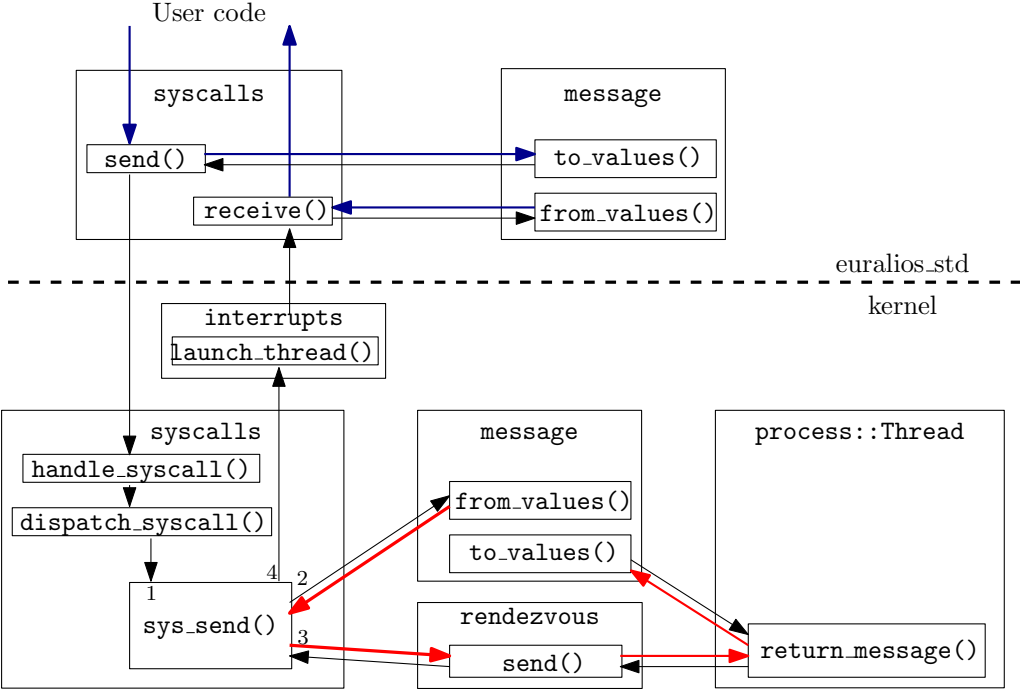 User code
syscalls
message
send()
to_values()
receive()
from_values()
euralios_std
kernel
interrupts
launch_thread()
syscalls
message
process::Thread
handle_syscall()
from_values()
dispatch_syscall()
to_values()
4
2
1
rendezvous
sys_send()
3
send()
return_message()